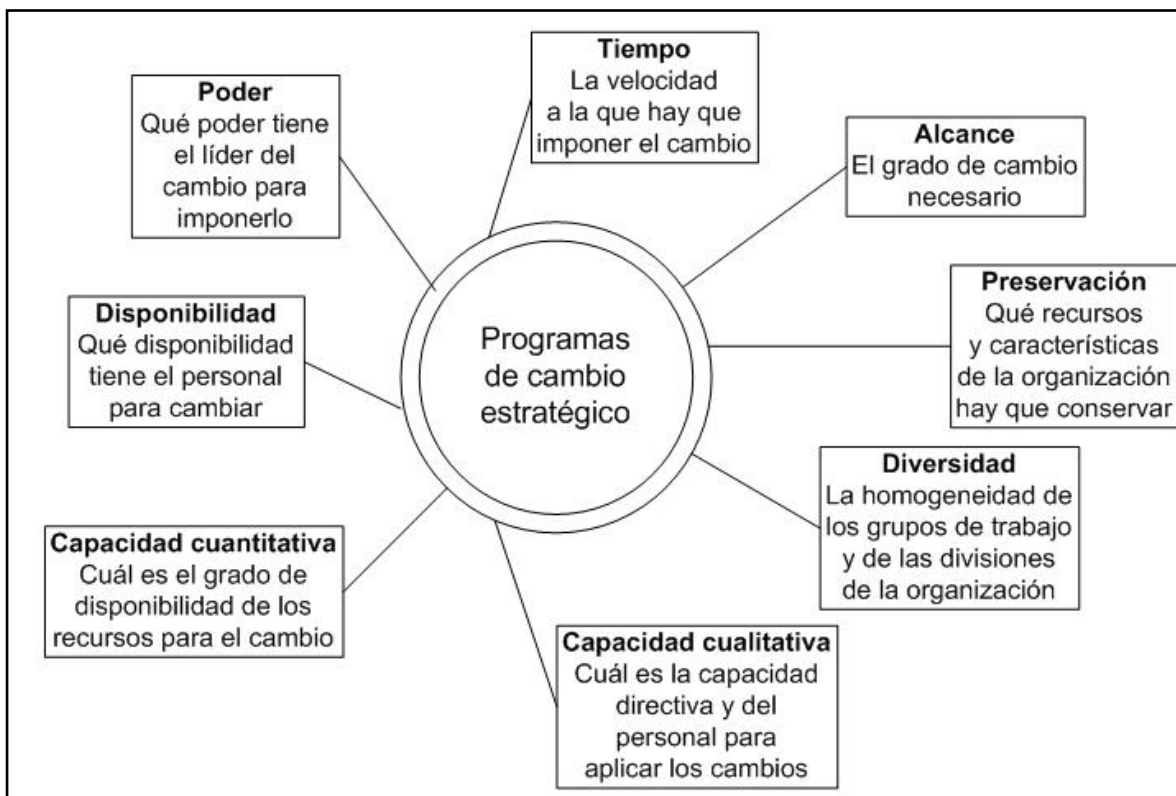 Tiempo
La velocidad
a la que hay que
imponer el cambio
Poder
Qué poder tiene
el líder del
cambio para
imponerlo
Alcance
El grado de cambio
necesario
Preservación
Qué recursos
y características
de la organización
hay que conservar
Disponibilidad
Qué disponibilidad
tiene el personal
para cambiar
Programas
de cambio
estratégico
Diversidad
La homogeneidad de
los grupos de trabajo
y de las divisiones
de la organización
Capacidad cuantitativa
Cuál es el grado de
disponibilidad de los
recursos para el cambio
Capacidad cualitativa
Cuál es la capacidad
directiva y del
personal para
aplicar los cambios